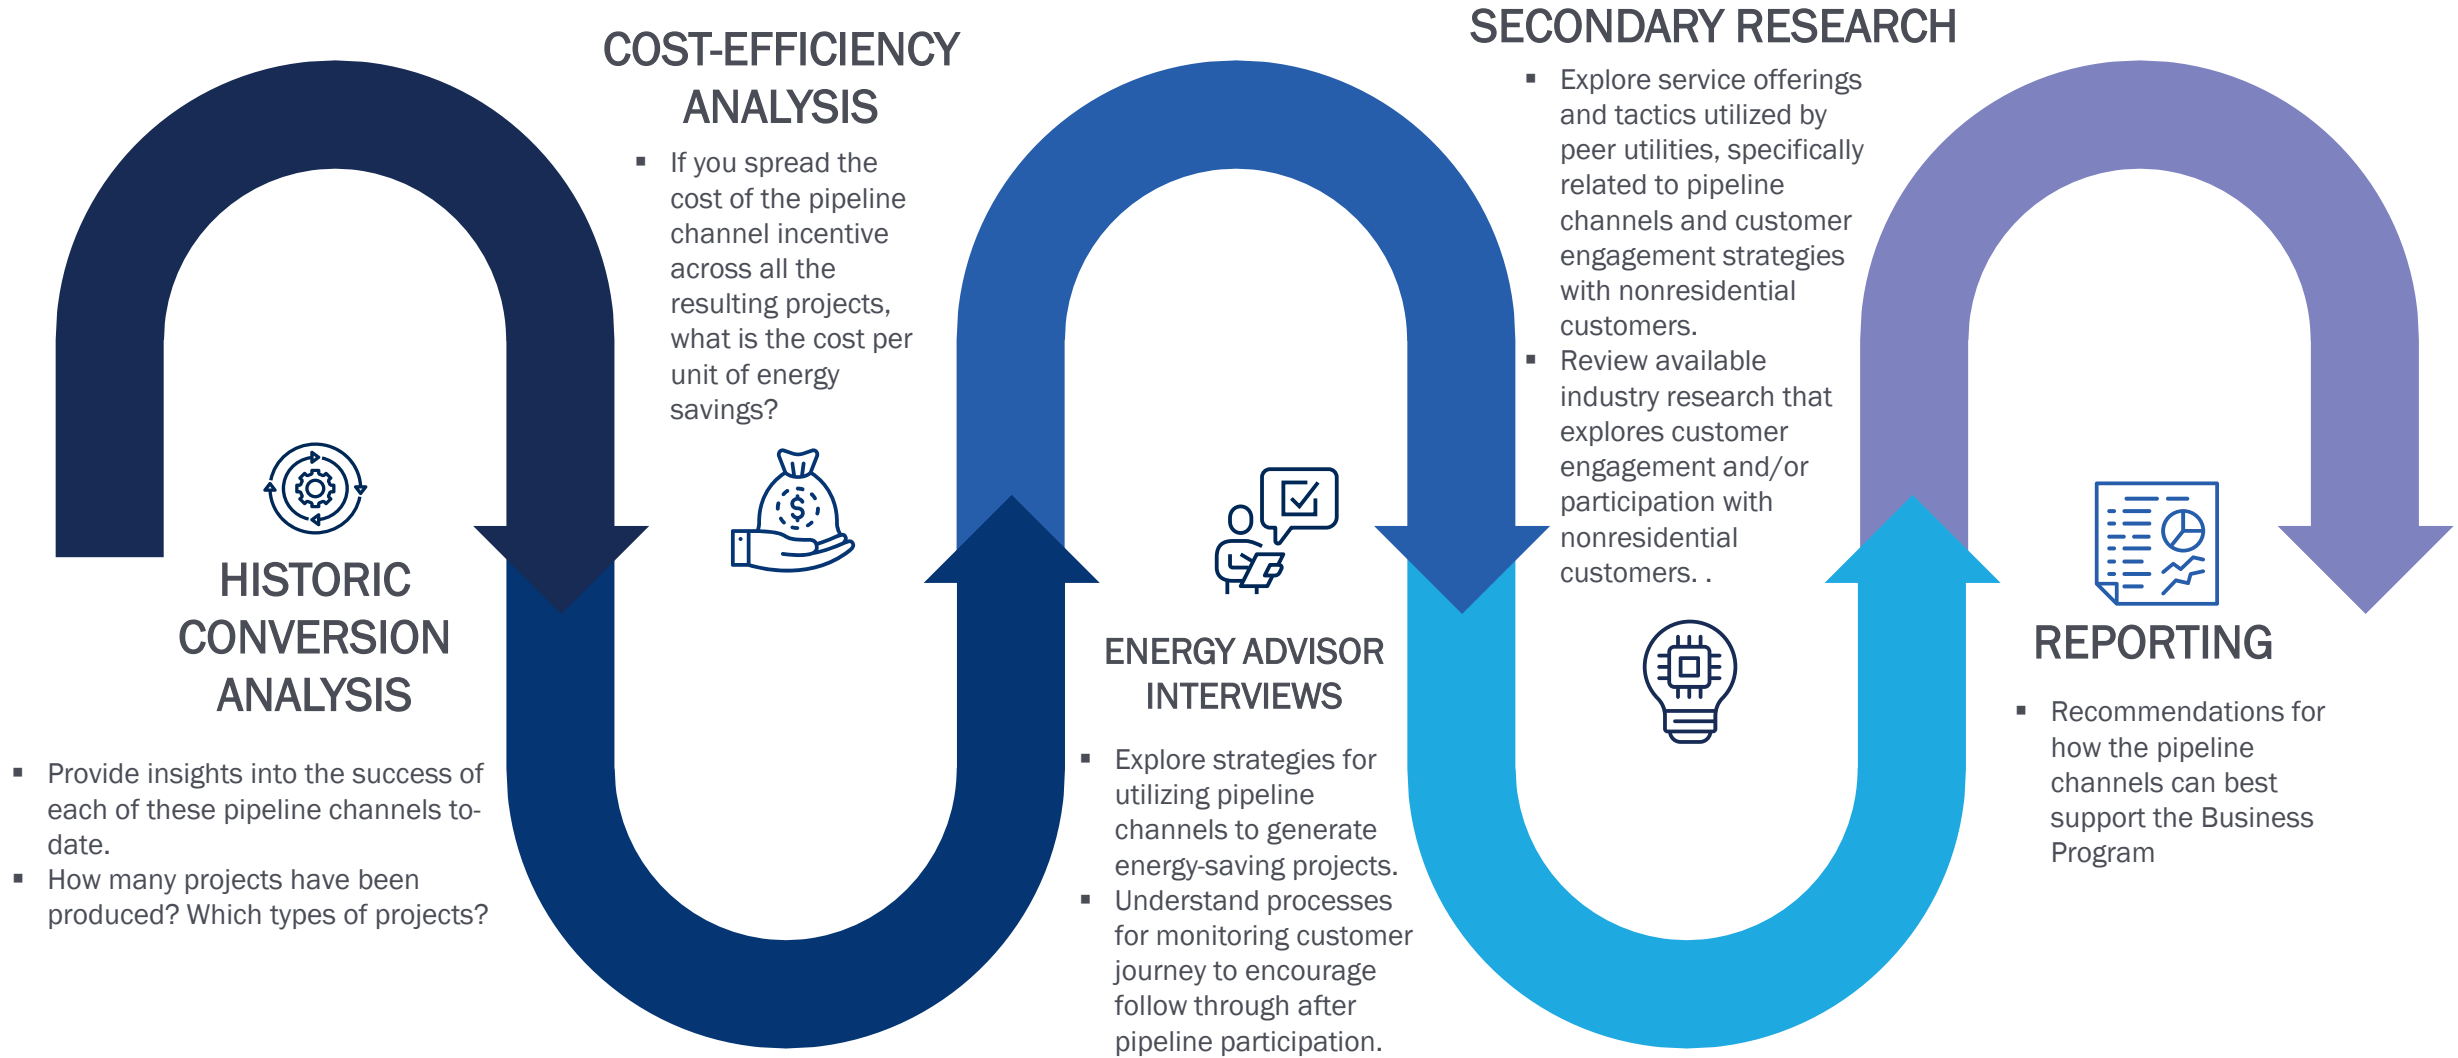 HISTORIC
CONVERSION
ANALYSIS
▪ Provide insights into the success of
each of these pipeline channels to-
date.
▪ How many projects have been
produced? Which types of projects?
COST-EFFICIENCY
ANALYSIS
▪ If you spread the
cost of the pipeline
channel incentive
across all the
resulting projects,
what is the cost per
unit of energy
savings?
$
ENERGY ADVISOR
INTERVIEWS
▪ Explore strategies for
utilizing pipeline
channels to generate
energy-saving projects.
▪ Understand processes
for monitoring customer
journey to encourage
follow through after
pipeline participation.
SECONDARY RESEARCH
▪ Explore service offerings
and tactics utilized by
peer utilities, specifically
related to pipeline
channels and customer
engagement strategies
with nonresidential
customers.
▪ Review available
industry research that
explores customer
engagement and/or
participation with
nonresidential
customers. .
REPORTING
▪ Recommendations for
how the pipeline
channels can best
support the Business
Program